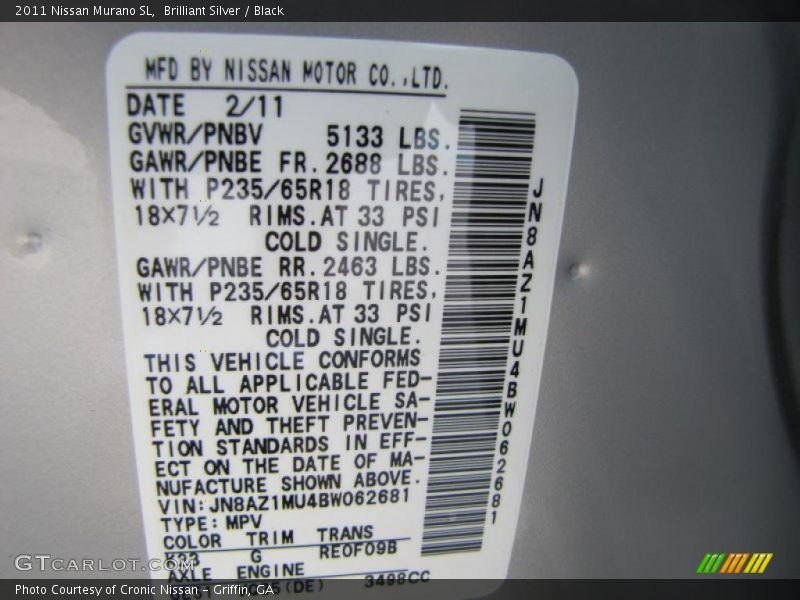 2011 Nissan Murano SL,  Brilliant Silver / Black
MFD BY NISSAN MOTOR CO.,LTD.
DATE 2/11
GVWR/PNBV 5133 LBS.
GAWR/PNBE FR. 2688 LBS.
WITH P235/65R18 TIRES,
18×7½ RIMS.AT 33 PSI
COLD SINGLE.
GAWR/PNBE RR. 2463 LBS.
WITH P235/65R18 TIRES,
18×7½ RIMS.AT 33 PSI
COLD SINGLE.
THIS VEHICLE CONFORMS
TO ALL APPLICABLE FED-
ERAL MOTOR VEHICLE SA-
FETY AND THEFT PREVEN-
TION STANDARDS IN EFF-
ECT ON THE DATE OF MA-
NUFACTURE SHOWN ABOVE.
VIN:JN8AZ1MU4BW062681
TYPE:MPV
COLOR TRIM TRANS
K23 G RE0F09B
AXLE ENGINE
(DE) 3498CC
JN8AZ1MU4BW062681
GTCARLOT.COM
Photo Courtesy of Cronic Nissan – Griffin,GA